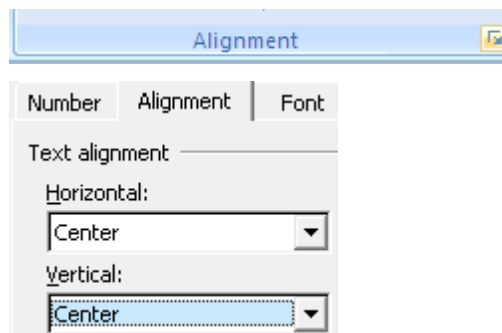 Alignment
Number Alignment Font
Text alignment
Horizontal:
Center
Vertical:
Center